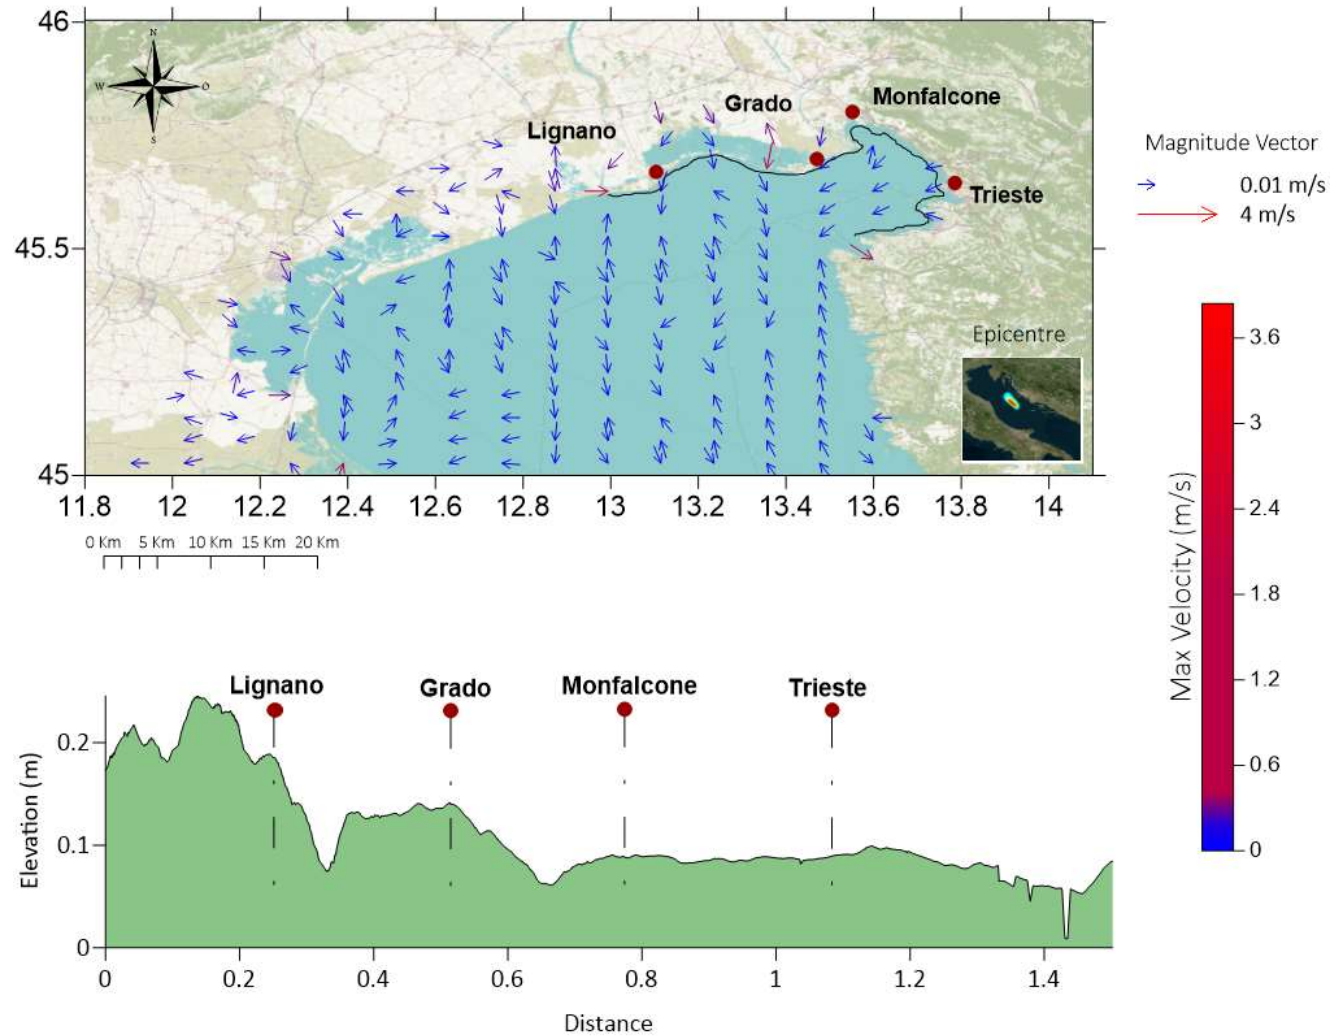 46
N
W
O
S
Lignano
Grado
Monfalcone
Trieste
45.5
Epicentre
45
11.8 12 12.2 12.4 12.6 12.8 13 13.2 13.4 13.6 13.8 14
0 Km 5 Km 10 Km 15 Km 20 Km
Magnitude Vector
0.01 m/s
4 m/s
Max Velocity (m/s)
3.6
3
2.4
1.8
1.2
0.6
0
Lignano Grado Monfalcone Trieste
Elevation (m)
0.2
0.1
0
0 0.2 0.4 0.6 0.8 1 1.2 1.4
Distance